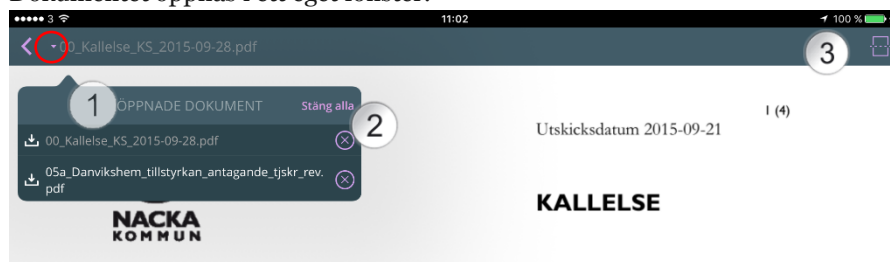 Dokumentet öppnas i ett eget fönster.
3 11:02 100 %
00_Kallelse_KS_2015-09-28.pdf
3
1 ÖPPNADE DOKUMENT Stäng alla
2
00_Kallelse_KS_2015-09-28.pdf
05a_Danvikshem_tillstyrkan_antagande_tjskr_rev.
pdf
1 (4)
Utskicksdatum 2015-09-21
KALLELSE
NACKA
KOMMUN